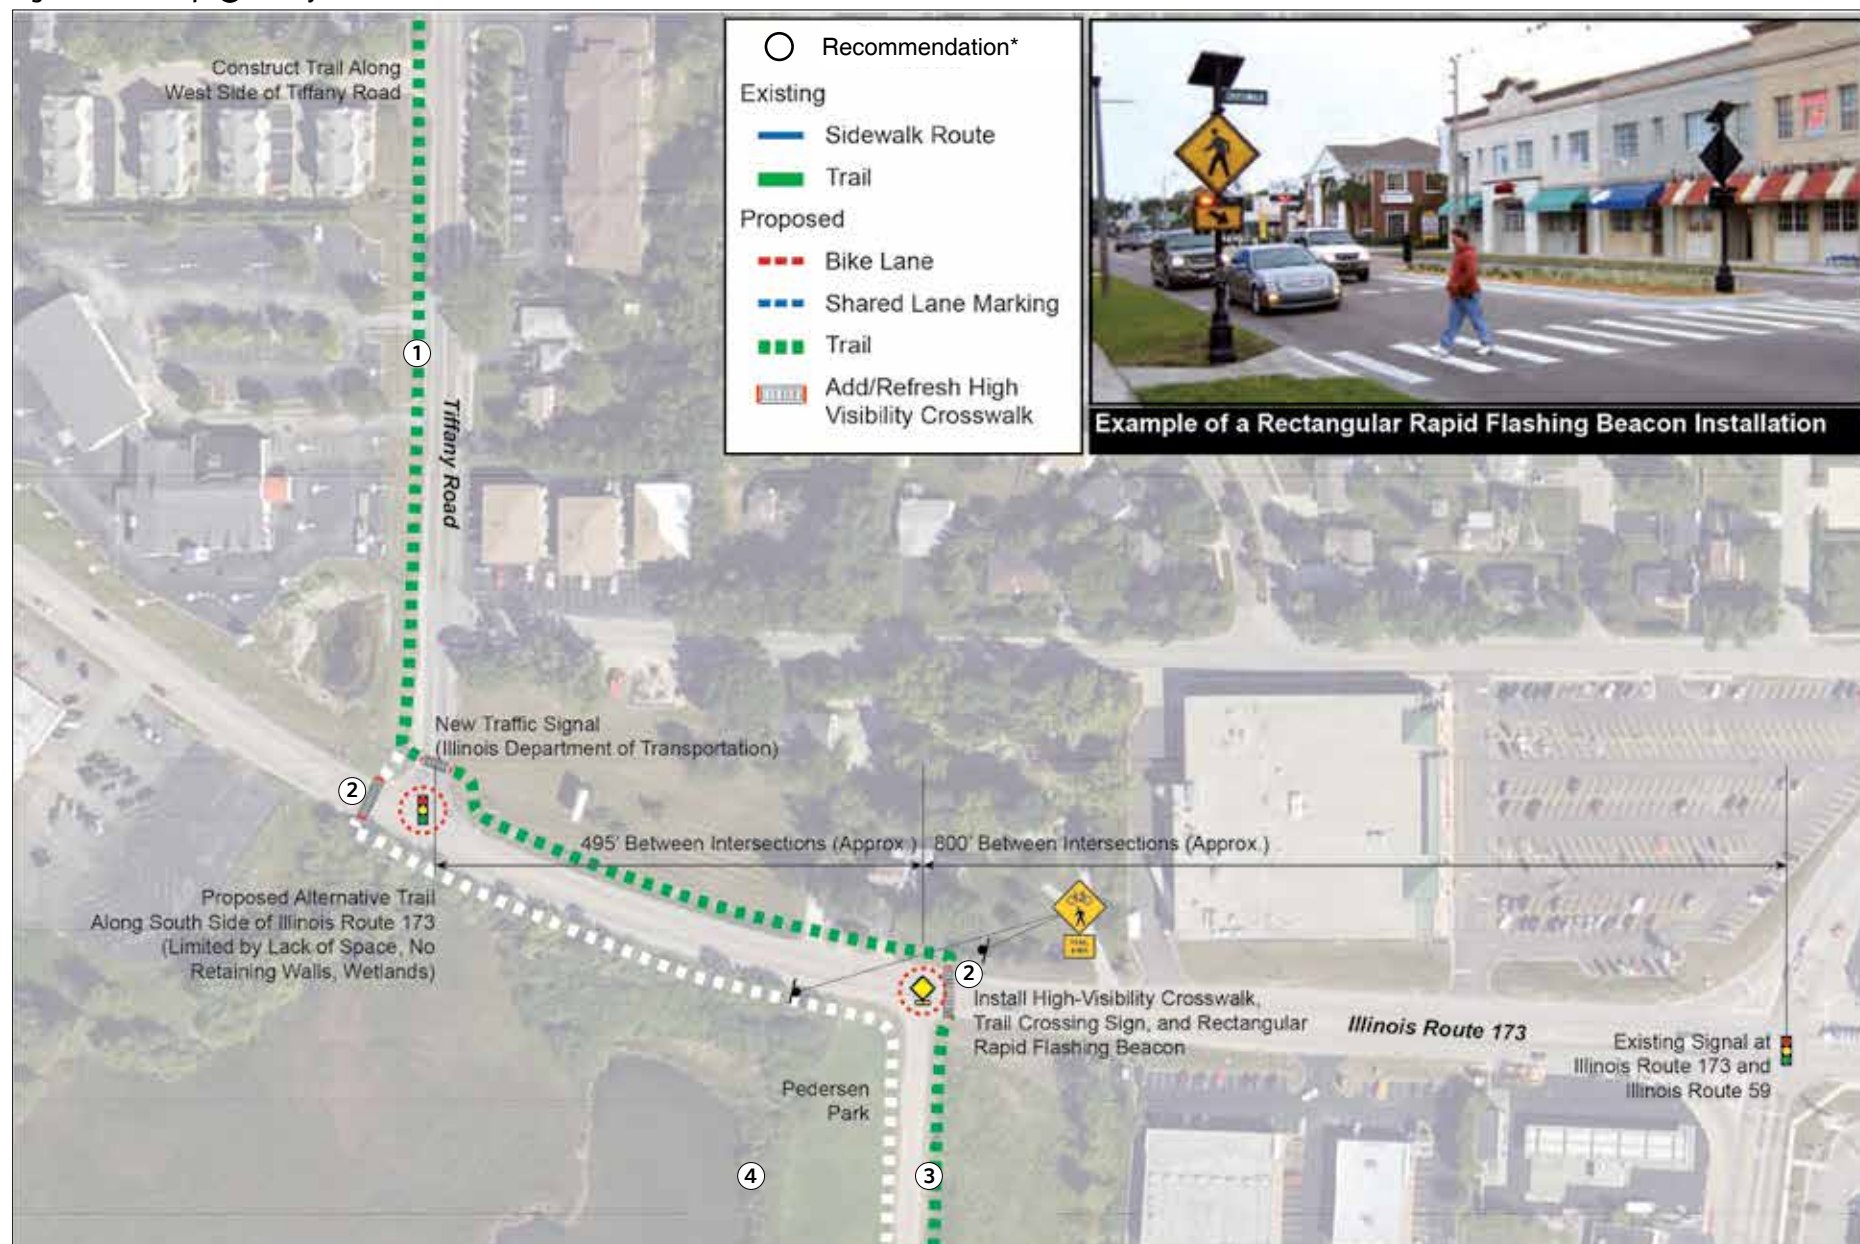 Construct Trail Along
West Side of Tiffany Road
Recommendation*
Existing
Sidewalk Route
Trail
Proposed
Bike Lane
Shared Lane Marking
Trail
Add/Refresh High
Visibility Crosswalk
Example of a Rectangular Rapid Flashing Beacon Installation
1
Tiffany Road
New Traffic Signal
(Illinois Department of Transportation)
2
495' Between Intersections (Approx.)
800' Between Intersections (Approx.)
Proposed Alternative Trail
Along South Side of Illinois Route 173
(Limited by Lack of Space, No
Retaining Walls, Wetlands)
2
Install High-Visibility Crosswalk,
Trail Crossing Sign, and Rectangular
Rapid Flashing Beacon
Illinois Route 173
Existing Signal at
Illinois Route 173 and
Illinois Route 59
Pedersen
Park
4
3